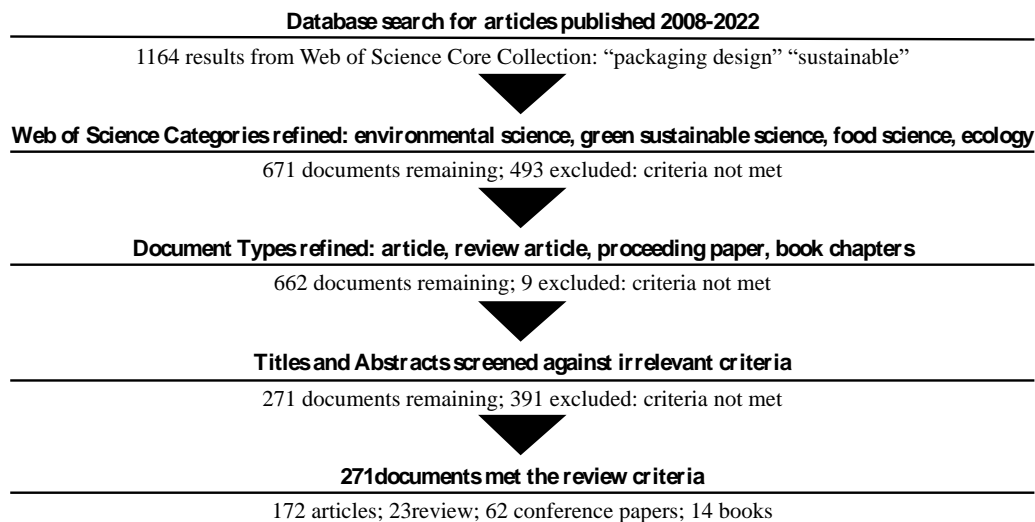 Database search for articles published 2008-2022
1164 results from Web of Science Core Collection: “packaging design” “sustainable”
Web of Science Categories refined: environmental science, green sustainable science, food science, ecology
671 documents remaining; 493 excluded: criteria not met
Document Types refined: article, review article, proceeding paper, book chapters
662 documents remaining; 9 excluded: criteria not met
Titles and Abstracts screened against irrelevant criteria
271 documents remaining; 391 excluded: criteria not met
271documents met the review criteria
172 articles; 23review; 62 conference papers; 14 books